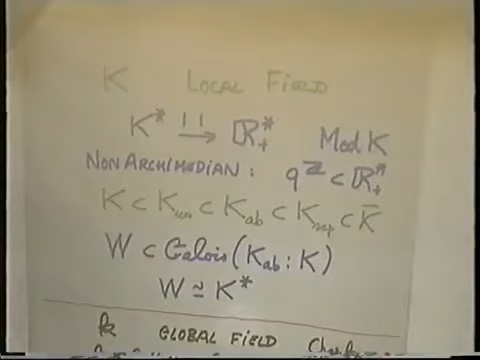 K LOCAL FIELD
K* →^{| |} ℝ₊* Mod K
NON ARCHIMEDIAN : q^ℤ ⊂ ℝ₊*
K ⊂ K_un ⊂ K_ab ⊂ K_sep ⊂ K̄
W ⊂ Galois (K_ab : K)
W ≃ K*
k GLOBAL FIELD